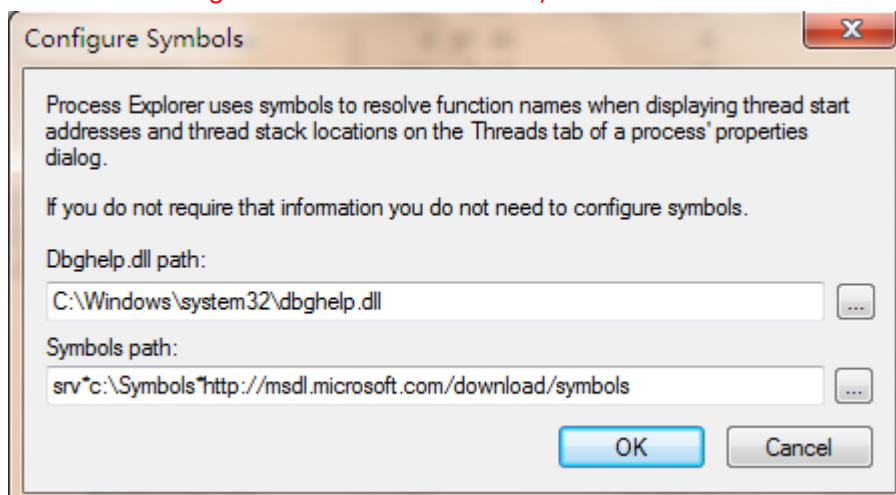 Configure Symbols
Process Explorer uses symbols to resolve function names when displaying thread start
addresses and thread stack locations on the Threads tab of a process' properties
dialog.
If you do not require that information you do not need to configure symbols.
Dbghelp.dll path:
C:\Windows\system32\dbghelp.dll
...
Symbols path:
srv*c:\Symbols*http://msdl.microsoft.com/download/symbols
...
OK Cancel